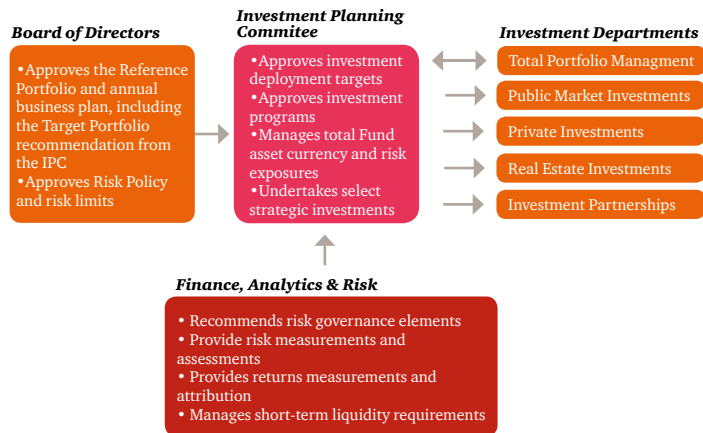 Board of Directors
•Approves the Reference
Portfolio and annual
business plan, including
the Target Portfolio
recommendation from
the IPC
•Approves Risk Policy
and risk limits
Investment Planning
Commitee
•Approves investment
deployment targets
•Approves investment
programs
•Manages total Fund
asset currency and risk
exposures
•Undertakes select
strategic investments
Investment Departments
Total Portfolio Managment
Public Market Investments
Private Investments
Real Estate Investments
Investment Partnerships
Finance, Analytics & Risk
• Recommends risk governance elements
• Provide risk measurements and
assessments
• Provides returns measurements and
attribution
• Manages short-term liquidity requirements